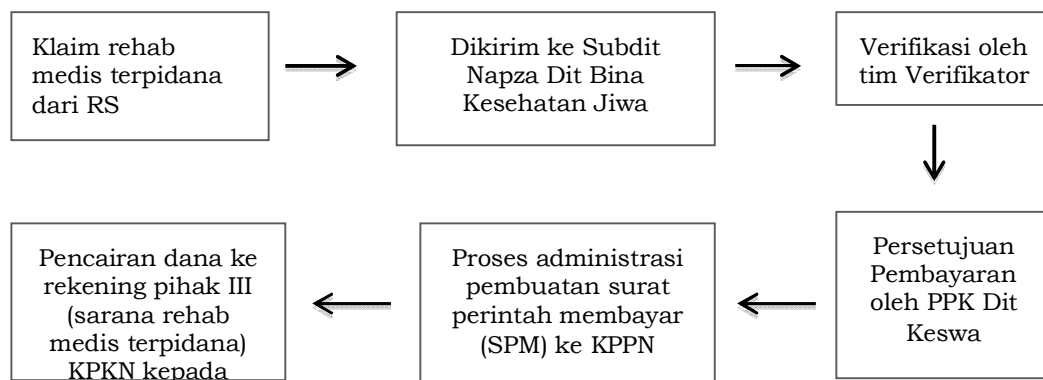 Klaim rehab
medis terpidana
dari RS
Dikirim ke Subdit
Napza Dit Bina
Kesehatan Jiwa
Verifikasi oleh
tim Verifikator
Persetujuan
Pembayaran
oleh PPK Dit
Keswa
Proses administrasi
pembuatan surat
perintah membayar
(SPM) ke KPPN
Pencairan dana ke
rekening pihak III
(sarana rehab
medis terpidana)
KPKN kepada